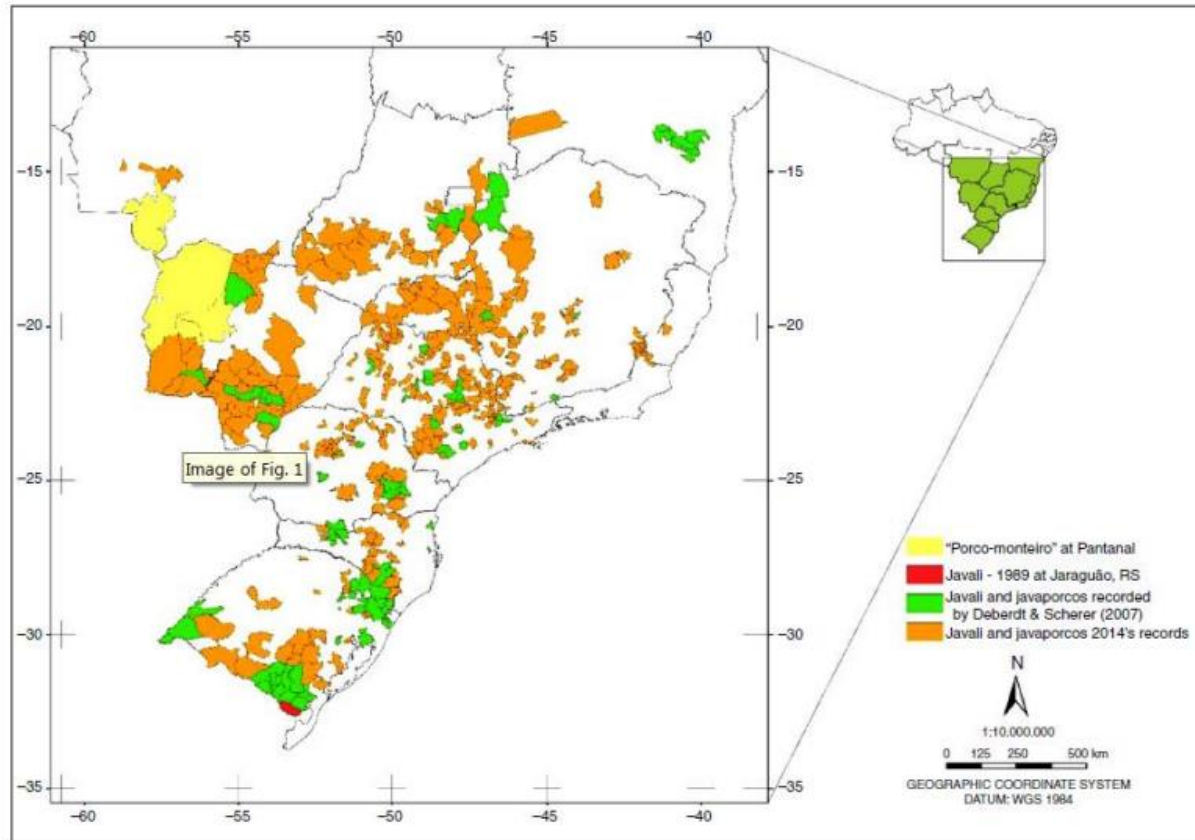 −60 −55 −50 −45 −40
−15
−15
−20
−20
Image of Fig. 1
−25
−25
−30
−30
−35
−35
−60 −55 −50 −45 −40
"Porco-monteiro" at Pantanal
Javali - 1989 at Jaraguão, RS
Javali and javaporcos recorded
by Deberdt & Scherer (2007)
Javali and javaporcos 2014's records
N
1:10.000.000
0 125 250 500 km
GEOGRAPHIC COORDINATE SYSTEM
DATUM: WGS 1984